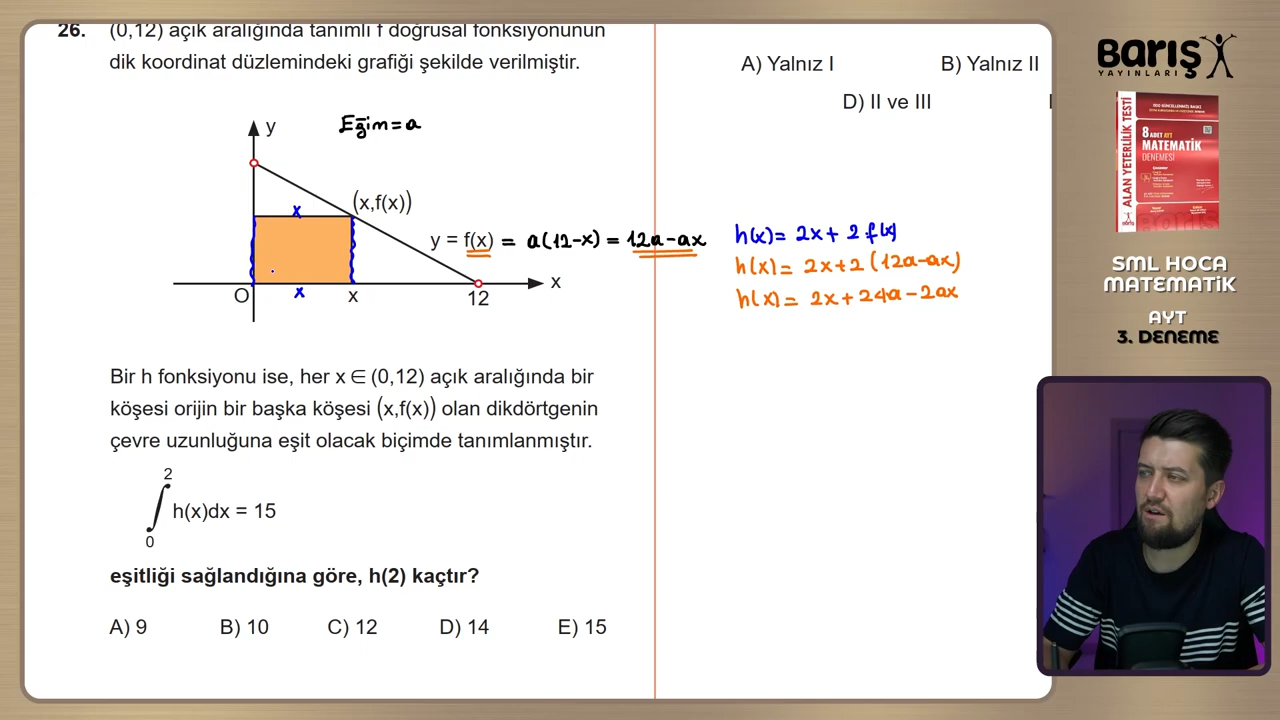 26. (0,12) açık aralığında tanımlı f doğrusal fonksiyonunun
dik koordinat düzlemindeki grafiği şekilde verilmiştir.
Eğim = a
y
(x,f(x))
x
y = f(x) = a(12-x) = 12a-ax
O
x
x
12
x
Bir h fonksiyonu ise, her x ∈ (0,12) açık aralığında bir
köşesi orijin bir başka köşesi (x,f(x)) olan dikdörtgenin
çevre uzunluğuna eşit olacak biçimde tanımlanmıştır.
2
∫ h(x)dx = 15
0
eşitliği sağlandığına göre, h(2) kaçtır?
A) 9 B) 10 C) 12 D) 14 E) 15
A) Yalnız I B) Yalnız II
D) II ve III
h(x) = 2x + 2 f(x)
h(x) = 2x + 2 (12a-ax)
h(x) = 2x + 24a - 2ax
BARIŞ
YAYINLARI
ALAN YETERLİLİK TESTİ
8 ADET AYT
MATEMATİK
DENEMESİ
SML HOCA
MATEMATİK
AYT
3. DENEME